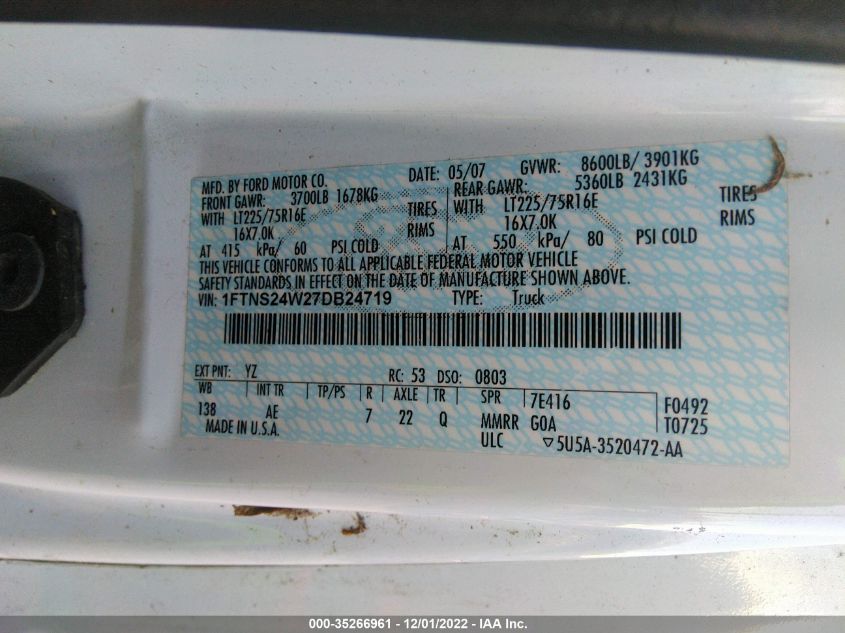 MFD. BY FORD MOTOR CO.
DATE: 05/07
GVWR: 8600LB/ 3901KG
FRONT GAWR: 3700LB 1678KG
REAR GAWR: 5360LB 2431KG
WITH LT225/75R16E TIRES
WITH LT225/75R16E TIRES
16X7.0K RIMS
16X7.0K RIMS
AT 415 kPa/ 60 PSI COLD
AT 550 kPa/ 80 PSI COLD
THIS VEHICLE CONFORMS TO ALL APPLICABLE FEDERAL MOTOR VEHICLE
SAFETY STANDARDS IN EFFECT ON THE DATE OF MANUFACTURE SHOWN ABOVE.
VIN: 1FTNS24W27DB24719 TYPE: Truck
EXT PNT: YZ RC: 53 DSO: 0803
WB INT TR TP/PS R AXLE TR SPR 7E416 F0492
138 AE 7 22 Q MMRR GOA T0725
MADE IN U.S.A. ULC ▽5U5A-3520472-AA
000-35266961 - 12/01/2022 - IAA Inc.